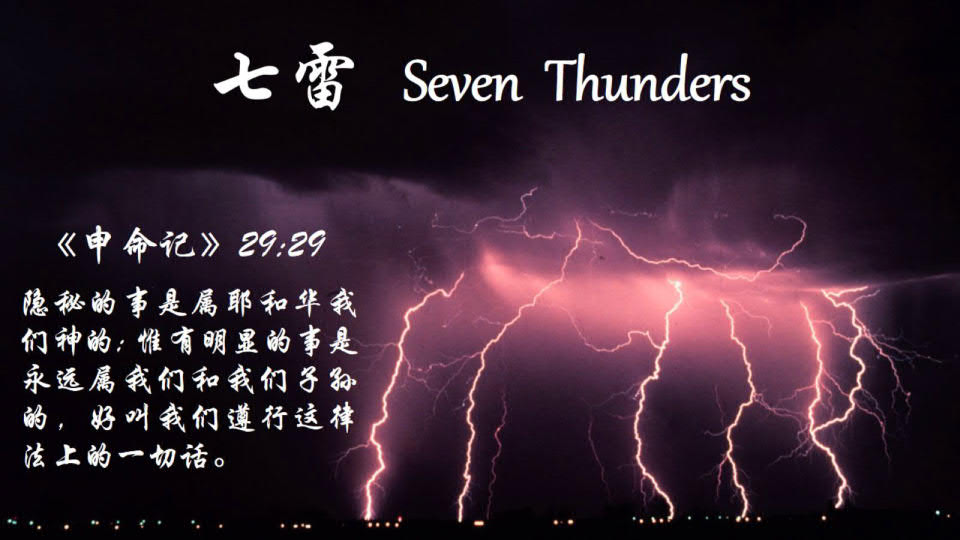 七雷 Seven Thunders
《申命记》29:29
隐秘的事是属耶和华我
们神的；惟有明显的事是
永远属我们和我们子孙
的，好叫我们遵行这律
法上的一切话。